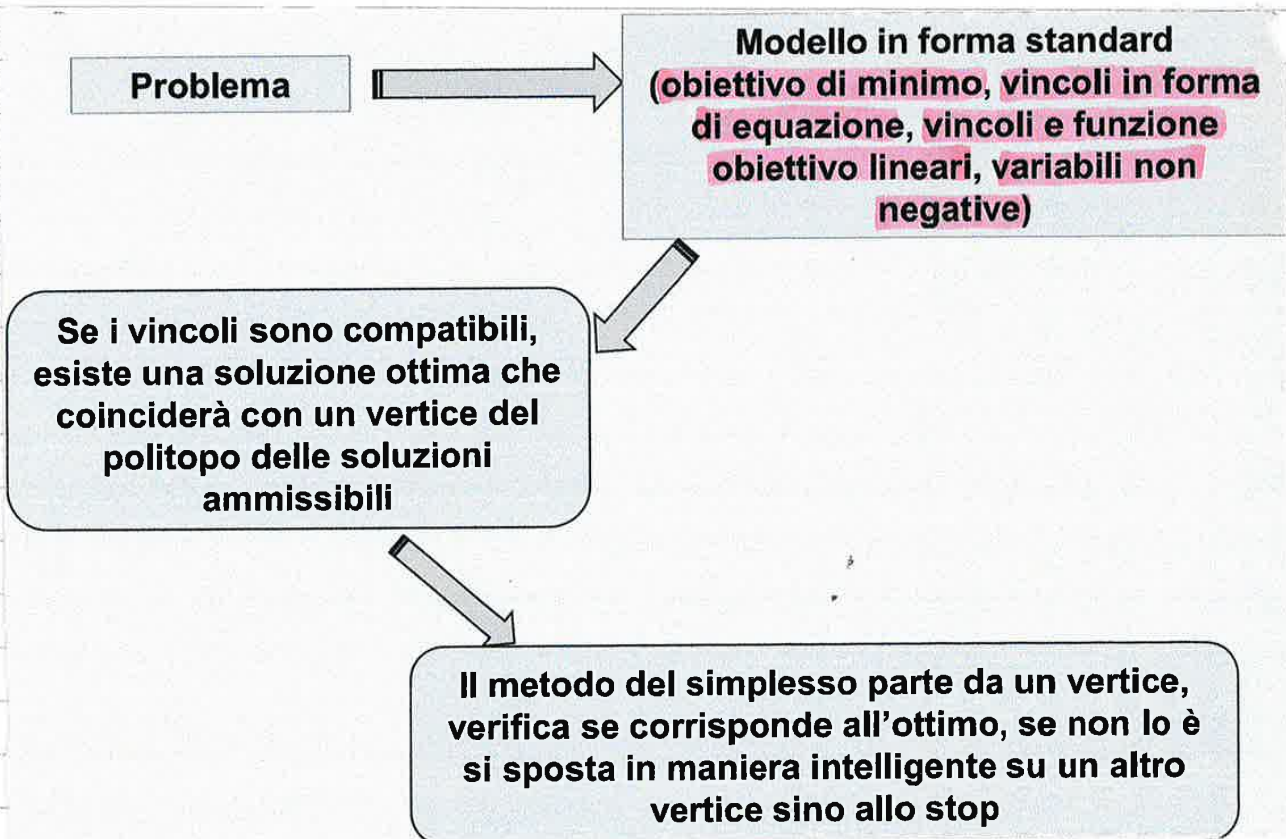 Problema
Modello in forma standard
(obiettivo di minimo, vincoli in forma
di equazione, vincoli e funzione
obiettivo lineari, variabili non
negative)
Se i vincoli sono compatibili,
esiste una soluzione ottima che
coinciderà con un vertice del
politopo delle soluzioni
ammissibili
Il metodo del simplesso parte da un vertice,
verifica se corrisponde all'ottimo, se non lo è
si sposta in maniera intelligente su un altro
vertice sino allo stop